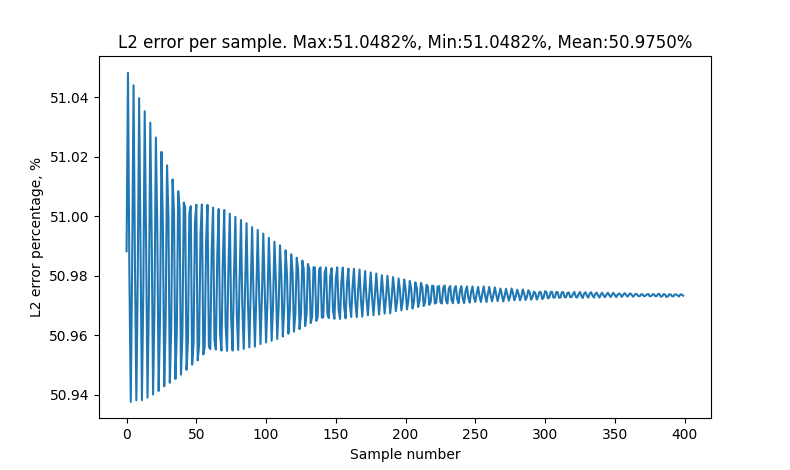 L2 error per sample. Max:51.0482%, Min:51.0482%, Mean:50.9750%
L2 error percentage, %
51.04
51.02
51.00
50.98
50.96
50.94
0 50 100 150 200 250 300 350 400
Sample number